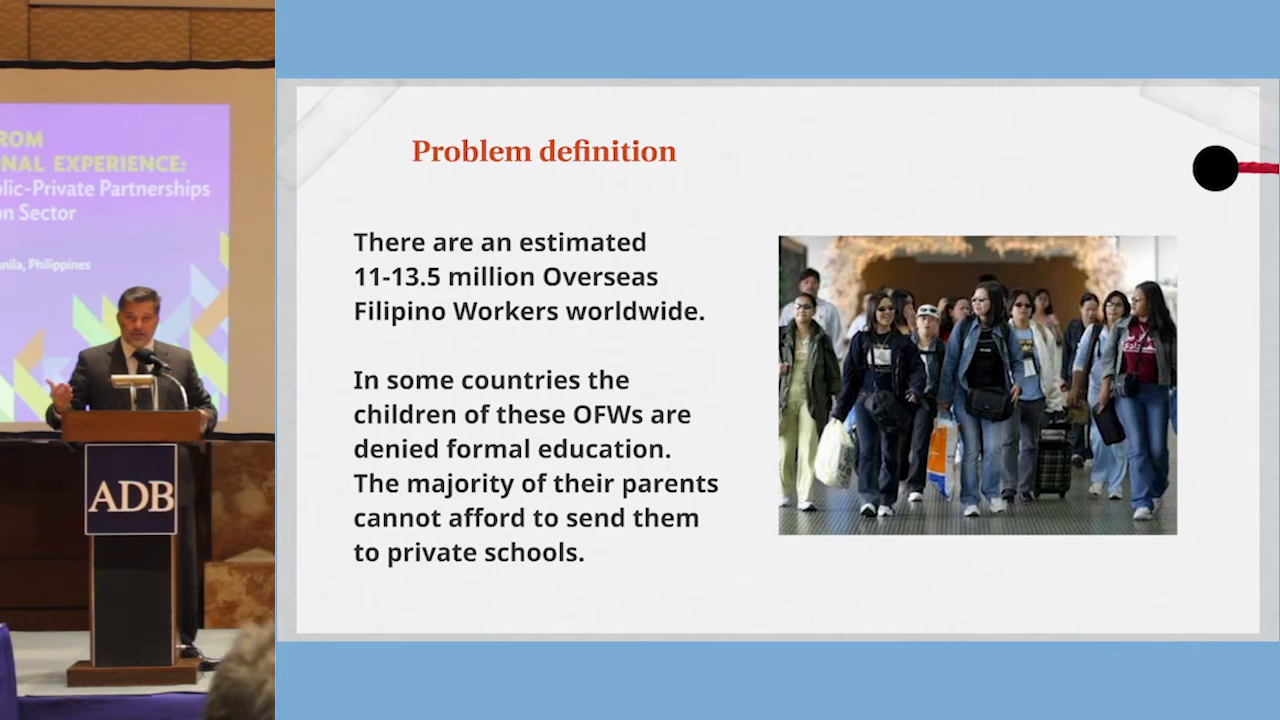 ROM
NAL EXPERIENCE:
lic-Private Partnerships
n Sector
anila, Philippines
ADB
Problem definition
There are an estimated
11-13.5 million Overseas
Filipino Workers worldwide.
In some countries the
children of these OFWs are
denied formal education.
The majority of their parents
cannot afford to send them
to private schools.